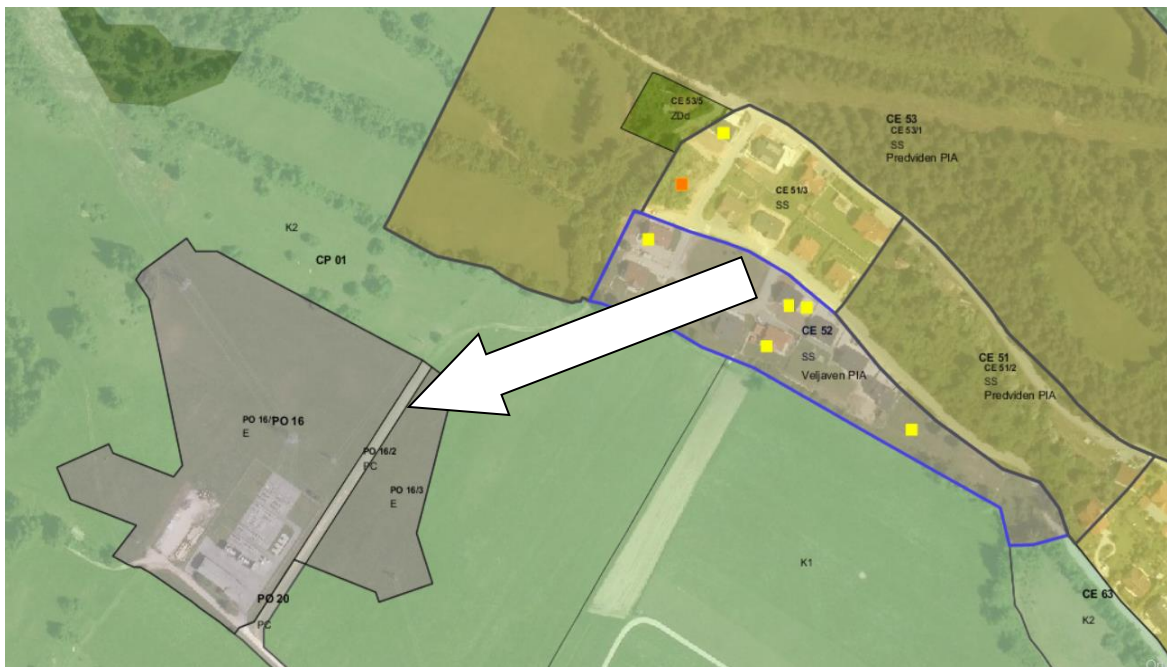 CE 53/5
ZDd
CE 53
CE 53/1
SS
Predviden PIA
CE 51/3
SS
K2
CP 01
CE 52
SS
Veljaven PIA
CE 51
CE 51/2
SS
Predviden PIA
PO 16/
PO 16
E
PO 16/2
PC
PO 16/3
E
K1
PO 20
PC
CE 63
K2